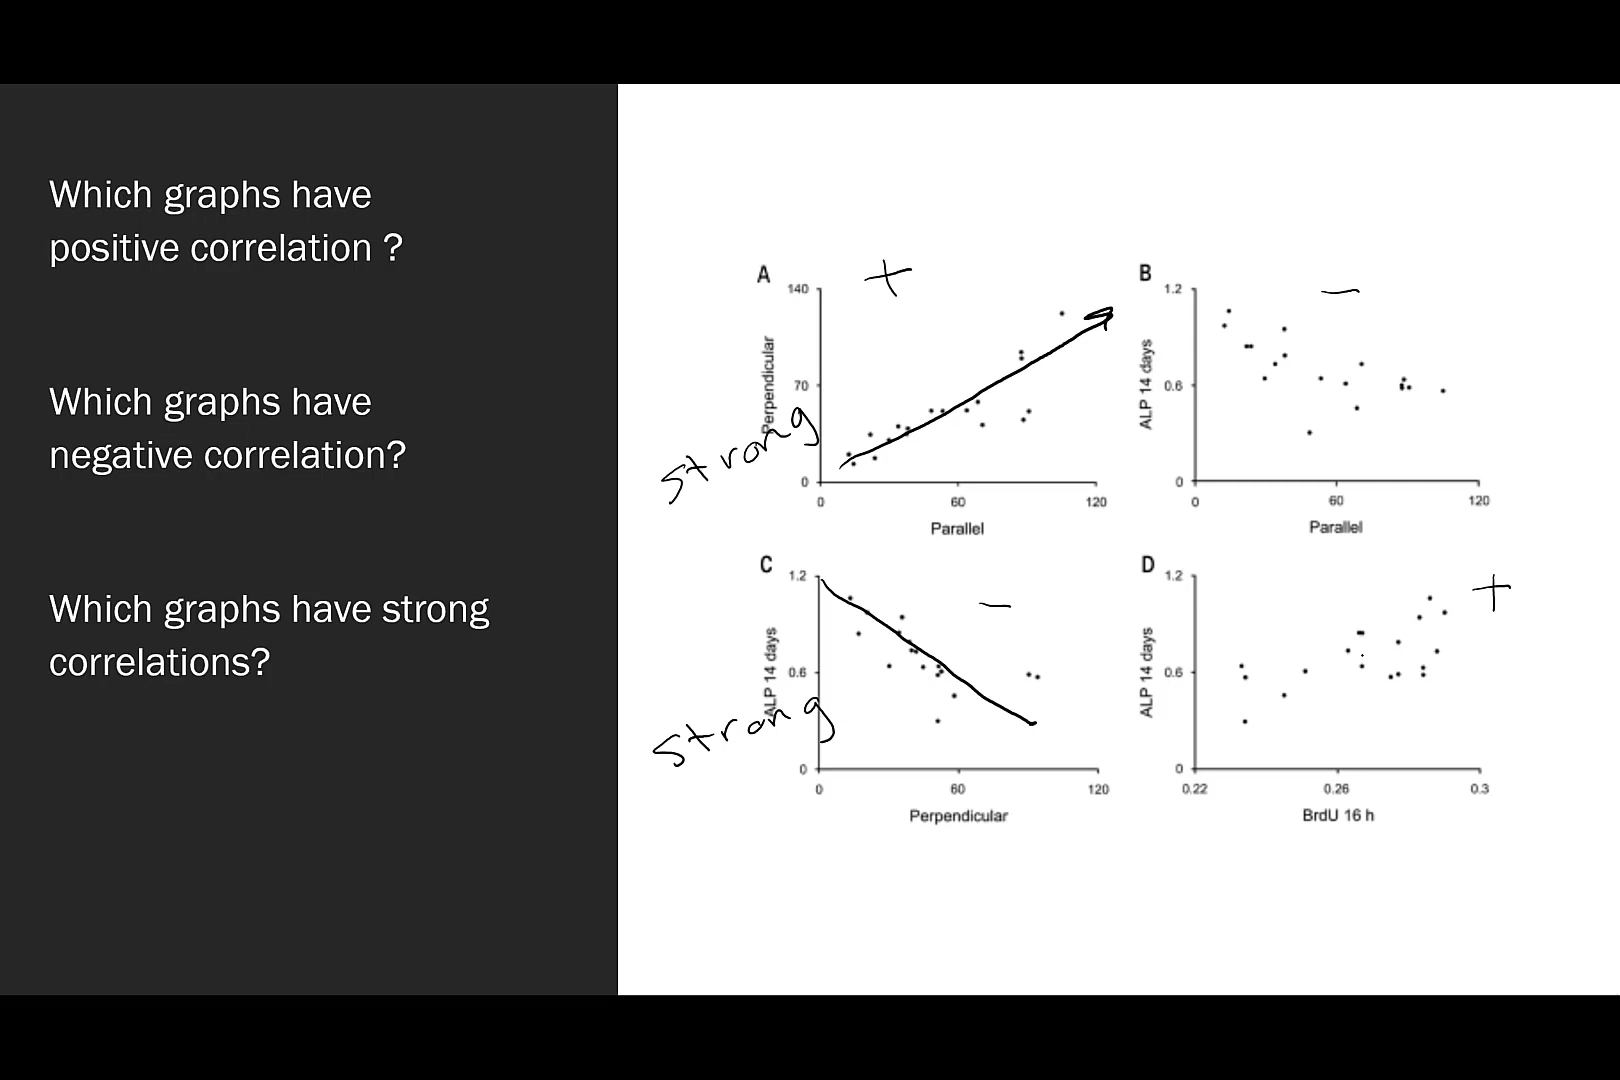 Which graphs have
positive correlation ?
Which graphs have
negative correlation?
Which graphs have strong
correlations?
A
+
140
70
0
Perpendicular
strong
0
60
120
Parallel
B
−
1.2
0.6
0
ALP 14 days
0
60
120
Parallel
C
−
1.2
0.6
0
ALP 14 days
strong
0
60
120
Perpendicular
D
+
1.2
0.6
0
ALP 14 days
0.22
0.26
0.3
BrdU 16 h